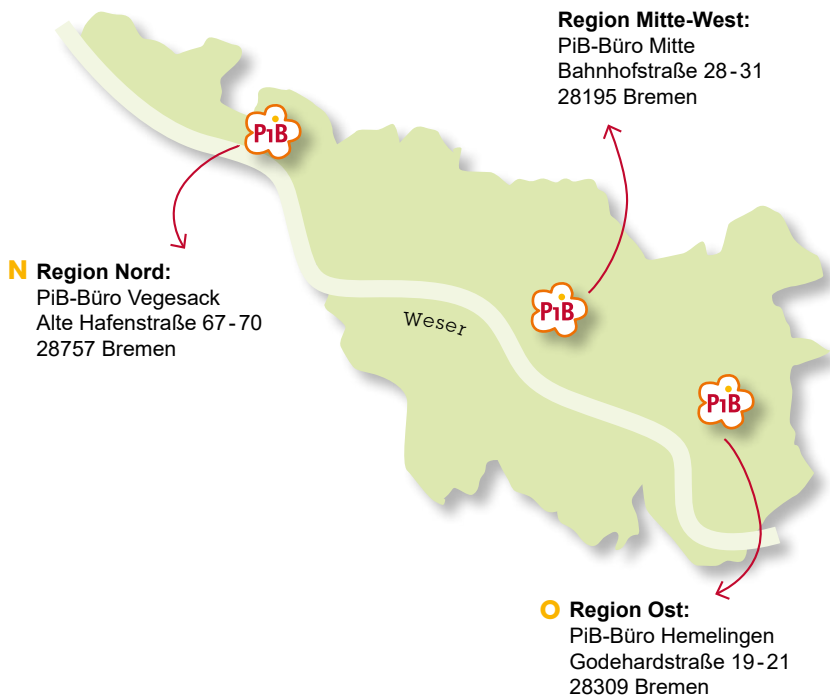 Region Mitte-West:
PiB-Büro Mitte
Bahnhofstraße 28-31
28195 Bremen
PiB
N Region Nord:
PiB-Büro Vegesack
Alte Hafenstraße 67-70
28757 Bremen
PiB
Weser
PiB
O Region Ost:
PiB-Büro Hemelingen
Godehardstraße 19-21
28309 Bremen